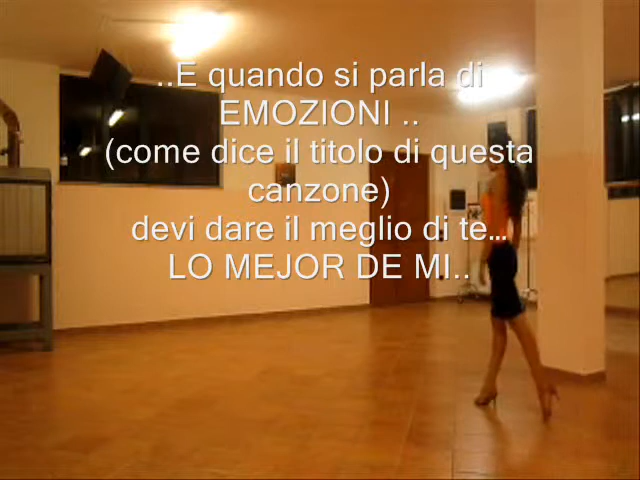 ..E quando si parla di
EMOZIONI ..
(come dice il titolo di questa
canzone)
devi dare il meglio di te...
LO MEJOR DE MI..